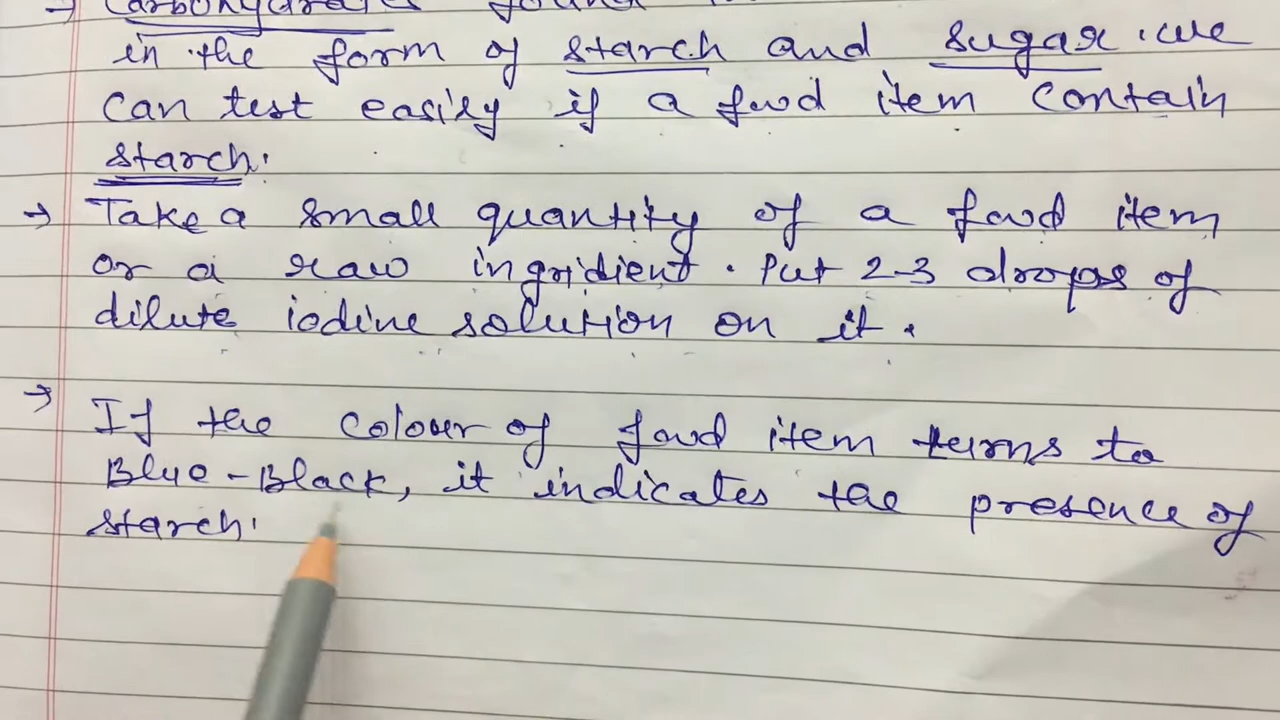 → Carbohydrates found
in the form of starch and sugar. we
can test easily if a food item contain
starch.
→ Take a small quantity of a food item
or a raw ingridient. Put 2-3 drops of
dilute iodine solution on it.
→ If the colour of food item turns to
Blue-Black, it indicates the presence of
starch.